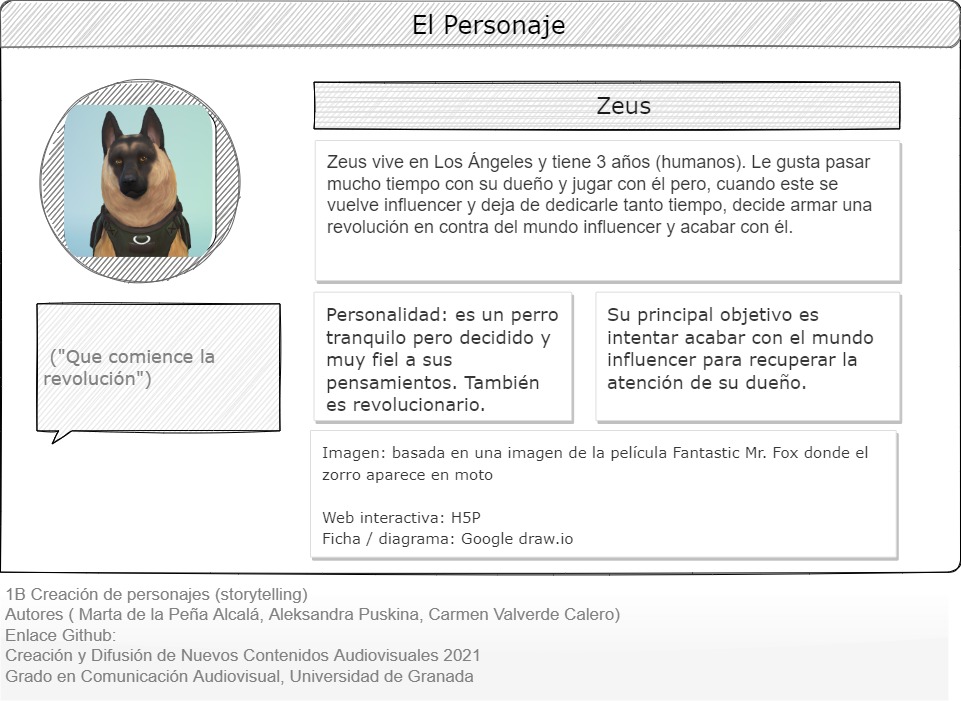 El Personaje
Zeus
Zeus vive en Los Ángeles y tiene 3 años (humanos). Le gusta pasar
mucho tiempo con su dueño y jugar con él pero, cuando este se
vuelve influencer y deja de dedicarle tanto tiempo, decide armar una
revolución en contra del mundo influencer y acabar con él.
("Que comience la
revolución")
Personalidad: es un perro
tranquilo pero decidido y
muy fiel a sus
pensamientos. También
es revolucionario.
Su principal objetivo es
intentar acabar con el mundo
influencer para recuperar la
atención de su dueño.
Imagen: basada en una imagen de la película Fantastic Mr. Fox donde el
zorro aparece en moto
Web interactiva: H5P
Ficha / diagrama: Google draw.io
1B Creación de personajes (storytelling)
Autores ( Marta de la Peña Alcalá, Aleksandra Puskina, Carmen Valverde Calero)
Enlace Github:
Creación y Difusión de Nuevos Contenidos Audiovisuales 2021
Grado en Comunicación Audiovisual, Universidad de Granada